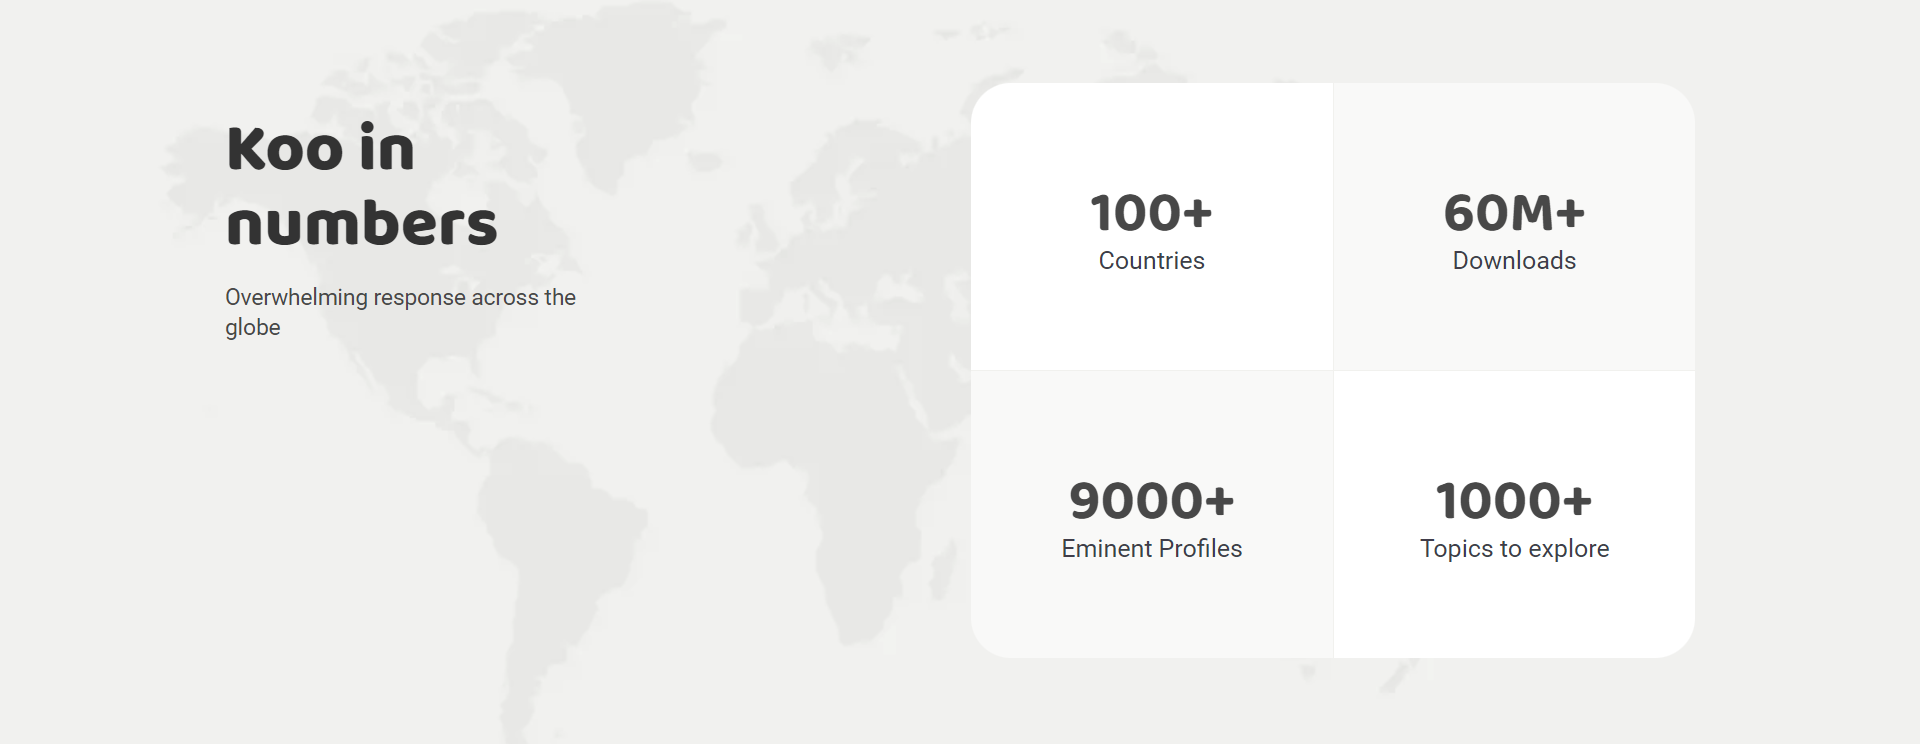 Koo in
numbers
Overwhelming response across the
globe
100+
Countries
60M+
Downloads
9000+
Eminent Profiles
1000+
Topics to explore